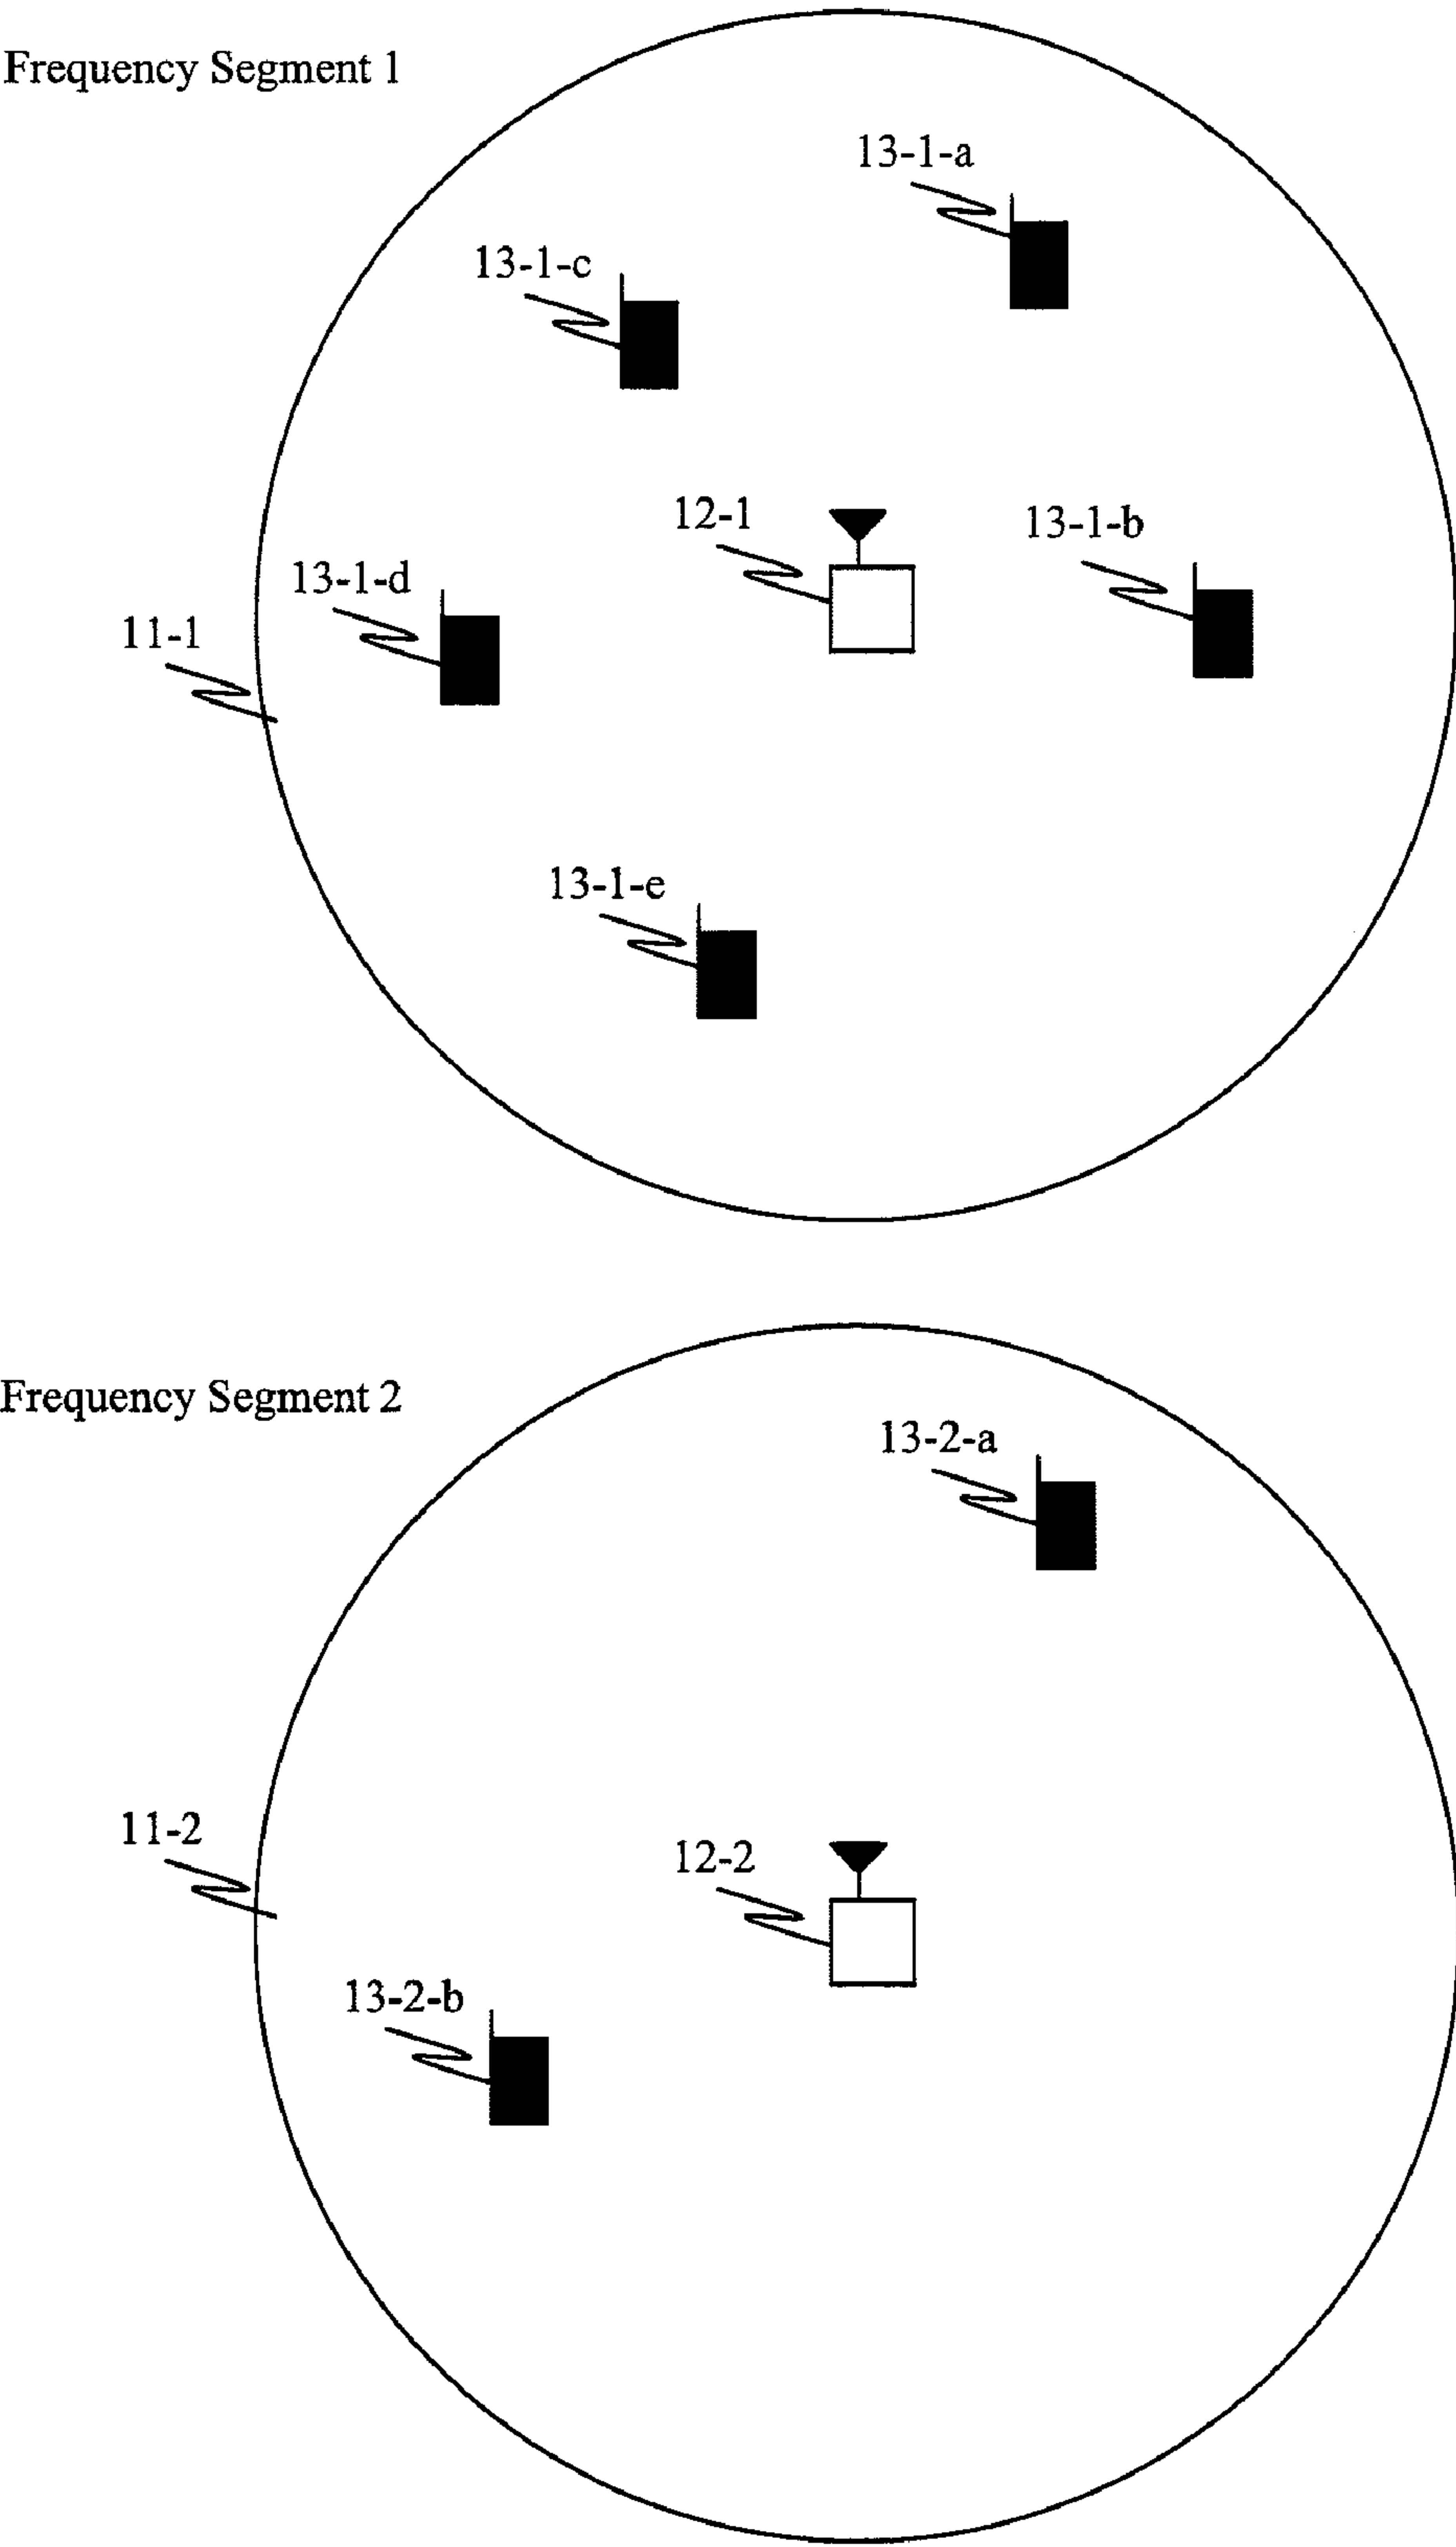 Frequency Segment 1
13-1-a
13-1-c
12-1
13-1-b
13-1-d
11-1
13-1-e
Frequency Segment 2
13-2-a
11-2
12-2
13-2-b